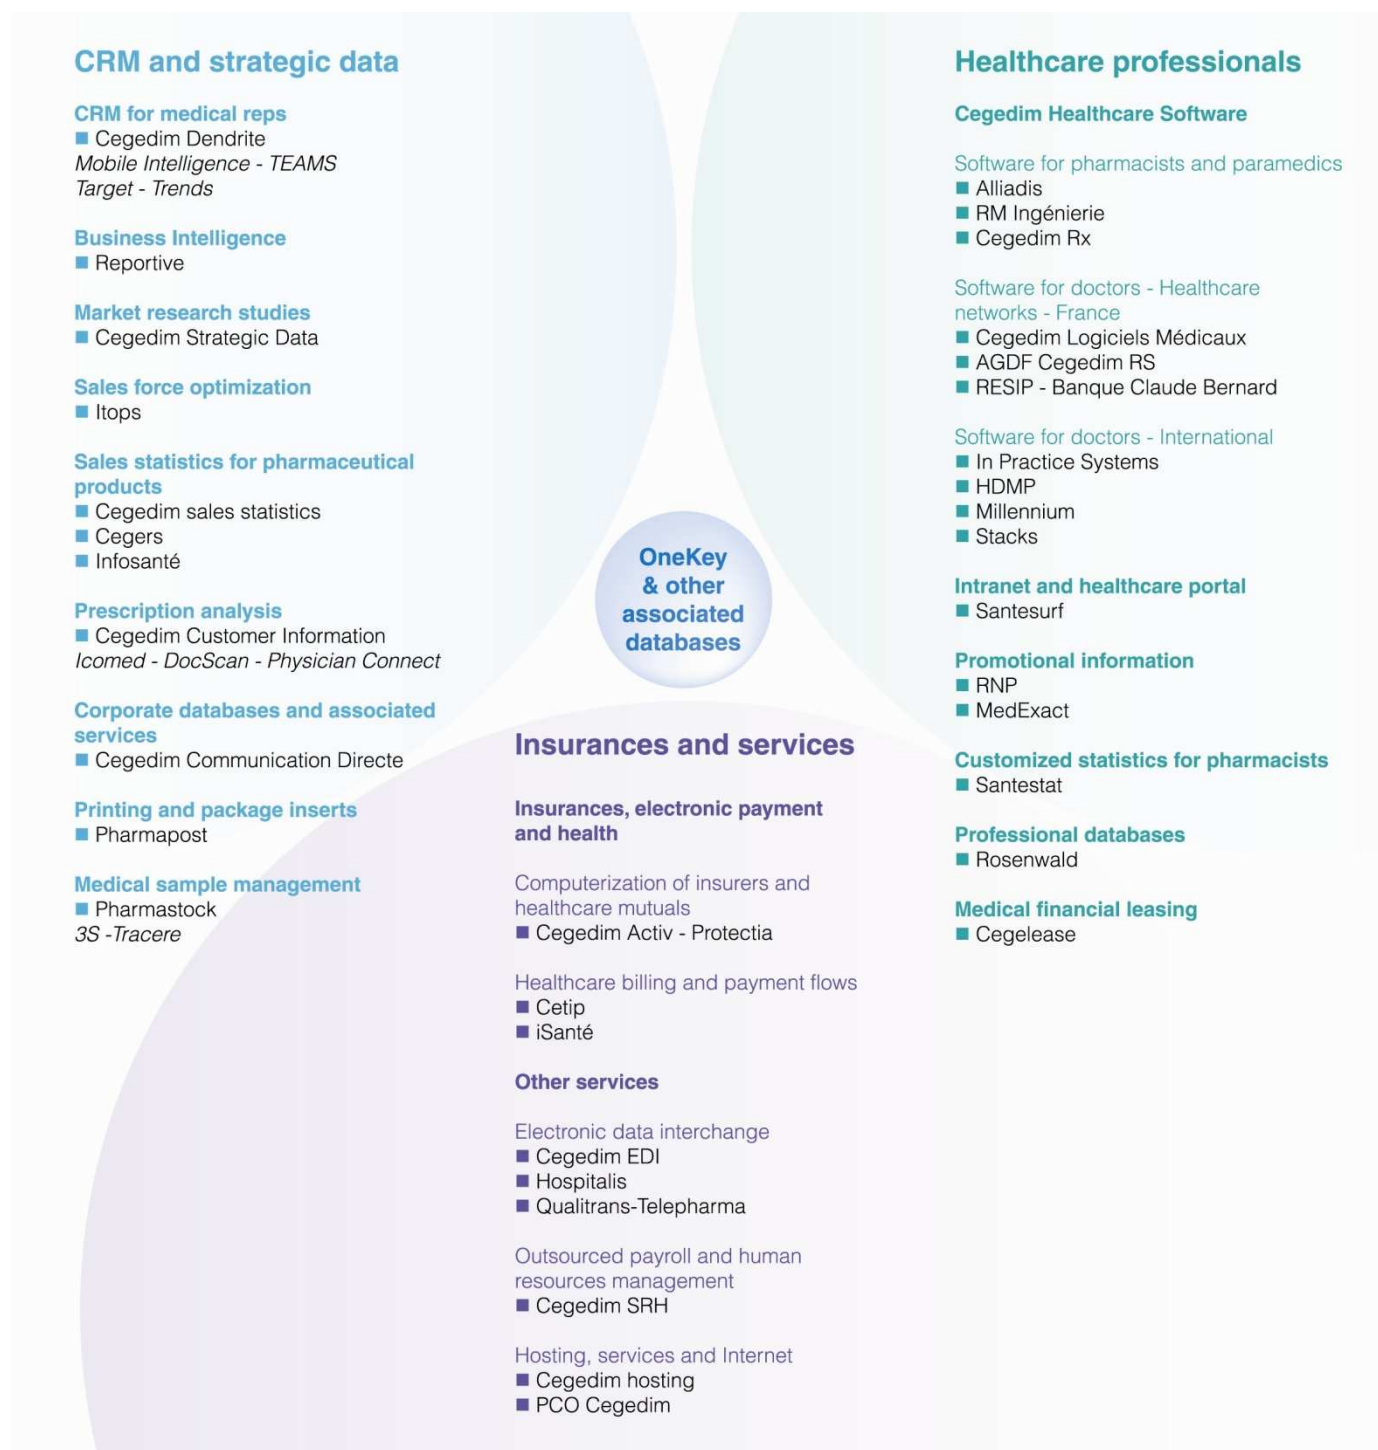 CRM and strategic data
CRM for medical reps
Cegedim Dendrite
Mobile Intelligence - TEAMS
Target - Trends
Business Intelligence
Reportive
Market research studies
Cegedim Strategic Data
Sales force optimization
Itops
Sales statistics for pharmaceutical
products
Cegedim sales statistics
Cegers
Infosanté
Prescription analysis
Cegedim Customer Information
Icomed - DocScan - Physician Connect
Corporate databases and associated
services
Cegedim Communication Directe
Printing and package inserts
Pharmapost
Medical sample management
Pharmastock
3S -Tracere
OneKey
& other
associated
databases
Insurances and services
Insurances, electronic payment
and health
Computerization of insurers and
healthcare mutuals
Cegedim Activ - Protectia
Healthcare billing and payment flows
Cetip
iSanté
Other services
Electronic data interchange
Cegedim EDI
Hospitalis
Qualitrans-Telepharma
Outsourced payroll and human
resources management
Cegedim SRH
Hosting, services and Internet
Cegedim hosting
PCO Cegedim
Healthcare professionals
Cegedim Healthcare Software
Software for pharmacists and paramedics
Alliadis
RM Ingénierie
Cegedim Rx
Software for doctors - Healthcare
networks - France
Cegedim Logiciels Médicaux
AGDF Cegedim RS
RESIP - Banque Claude Bernard
Software for doctors - International
In Practice Systems
HDMP
Millennium
Stacks
Intranet and healthcare portal
Santesurf
Promotional information
RNP
MedExact
Customized statistics for pharmacists
Santestat
Professional databases
Rosenwald
Medical financial leasing
Cegelease